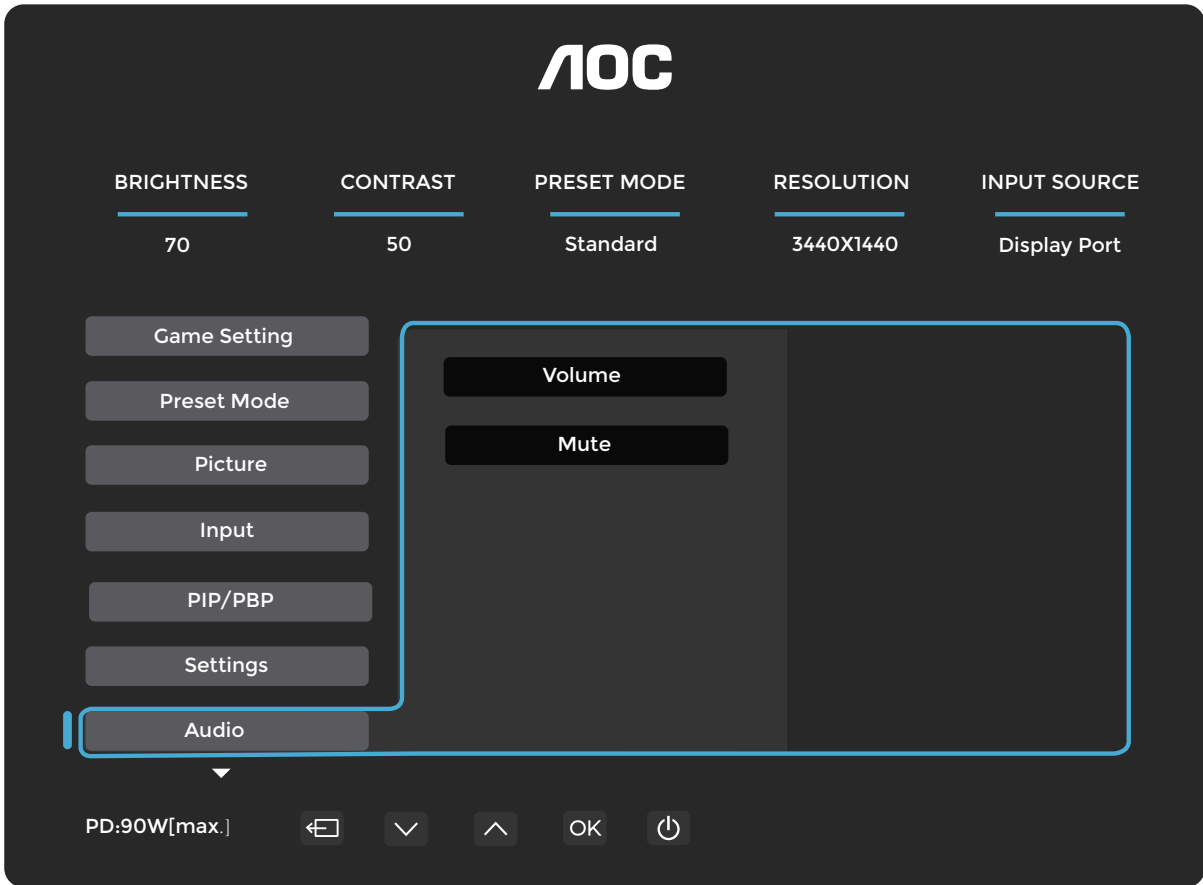 AOC
BRIGHTNESS CONTRAST PRESET MODE RESOLUTION INPUT SOURCE
70 50 Standard 3440X1440 Display Port
Game Setting
Volume
Preset Mode
Mute
Picture
Input
PIP/PBP
Settings
Audio
PD:90W[max.] OK